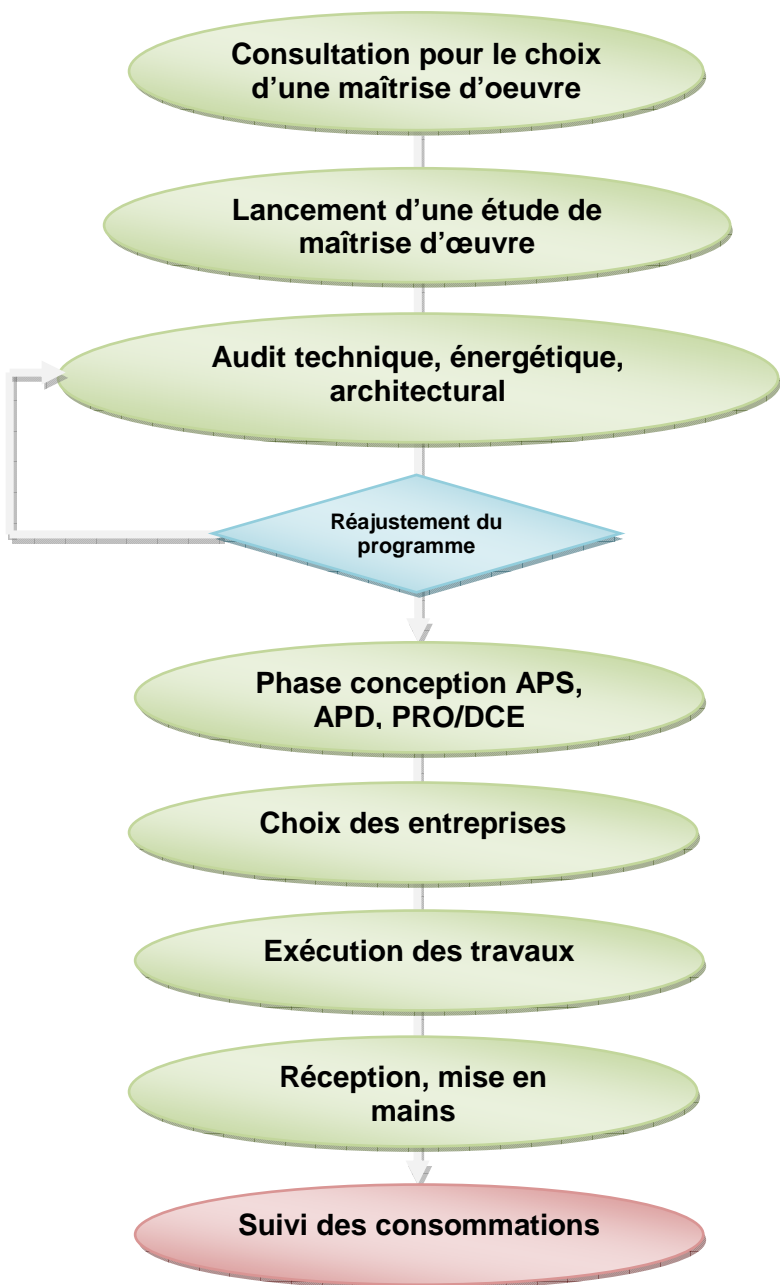 Consultation pour le choix
d’une maîtrise d’oeuvre
Lancement d’une étude de
maîtrise d’œuvre
Audit technique, énergétique,
architectural
Réajustement du
programme
Phase conception APS,
APD, PRO/DCE
Choix des entreprises
Exécution des travaux
Réception, mise en
mains
Suivi des consommations